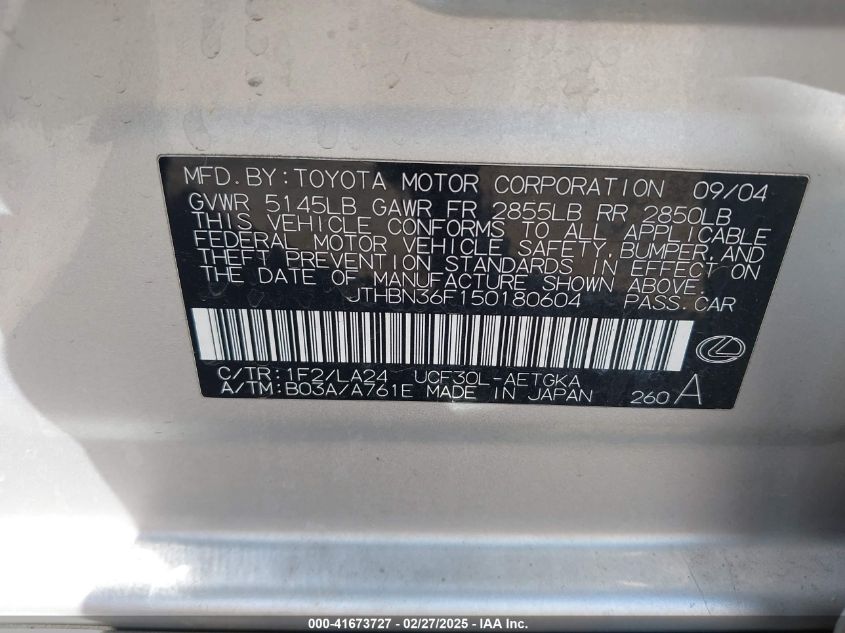 MFD.BY:TOYOTA MOTOR CORPORATION 09/04
GVWR 5145LB GAWR FR 2855LB RR 2850LB
THIS VEHICLE CONFORMS TO ALL APPLICABLE
FEDERAL MOTOR VEHICLE SAFETY,BUMPER,AND
THEFT PREVENTION STANDARDS IN EFFECT ON
THE DATE OF MANUFACTURE SHOWN ABOVE.
JTHBN36F150180604 PASS.CAR
C/TR:1F2/LA24 UCF30L-AETGKA
A/TM:B03A/A761E MADE IN JAPAN 260 A
000-41673727 - 02/27/2025 - IAA Inc.